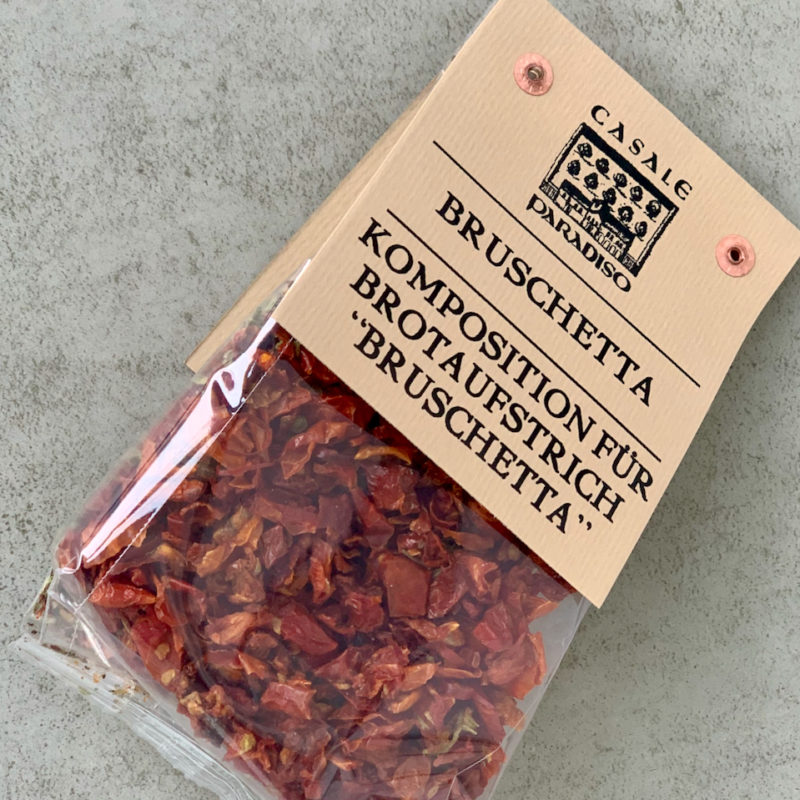 CASALE
PARADISO
BRUSCHETTA
KOMPOSITION FÜR
BROTAUFSTRICH
“BRUSCHETTA”